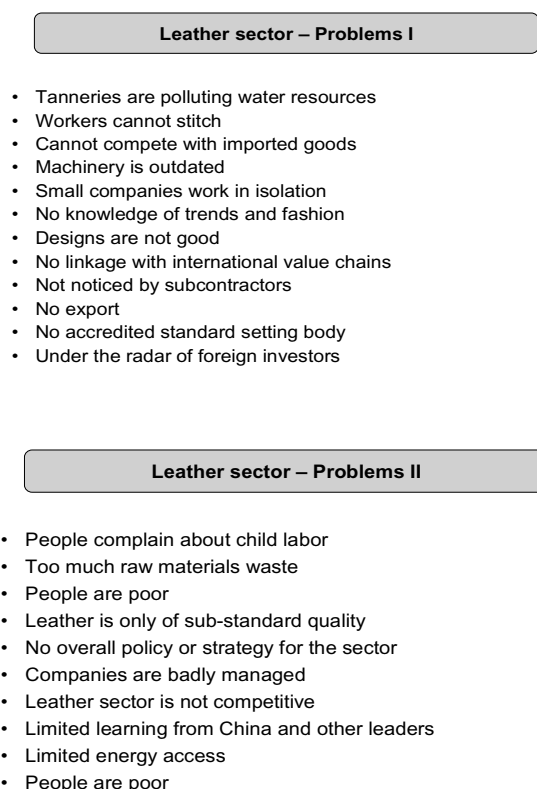 Leather sector – Problems I
• Tanneries are polluting water resources
• Workers cannot stitch
• Cannot compete with imported goods
• Machinery is outdated
• Small companies work in isolation
• No knowledge of trends and fashion
• Designs are not good
• No linkage with international value chains
• Not noticed by subcontractors
• No export
• No accredited standard setting body
• Under the radar of foreign investors
Leather sector – Problems II
• People complain about child labor
• Too much raw materials waste
• People are poor
• Leather is only of sub-standard quality
• No overall policy or strategy for the sector
• Companies are badly managed
• Leather sector is not competitive
• Limited learning from China and other leaders
• Limited energy access
• People are poor